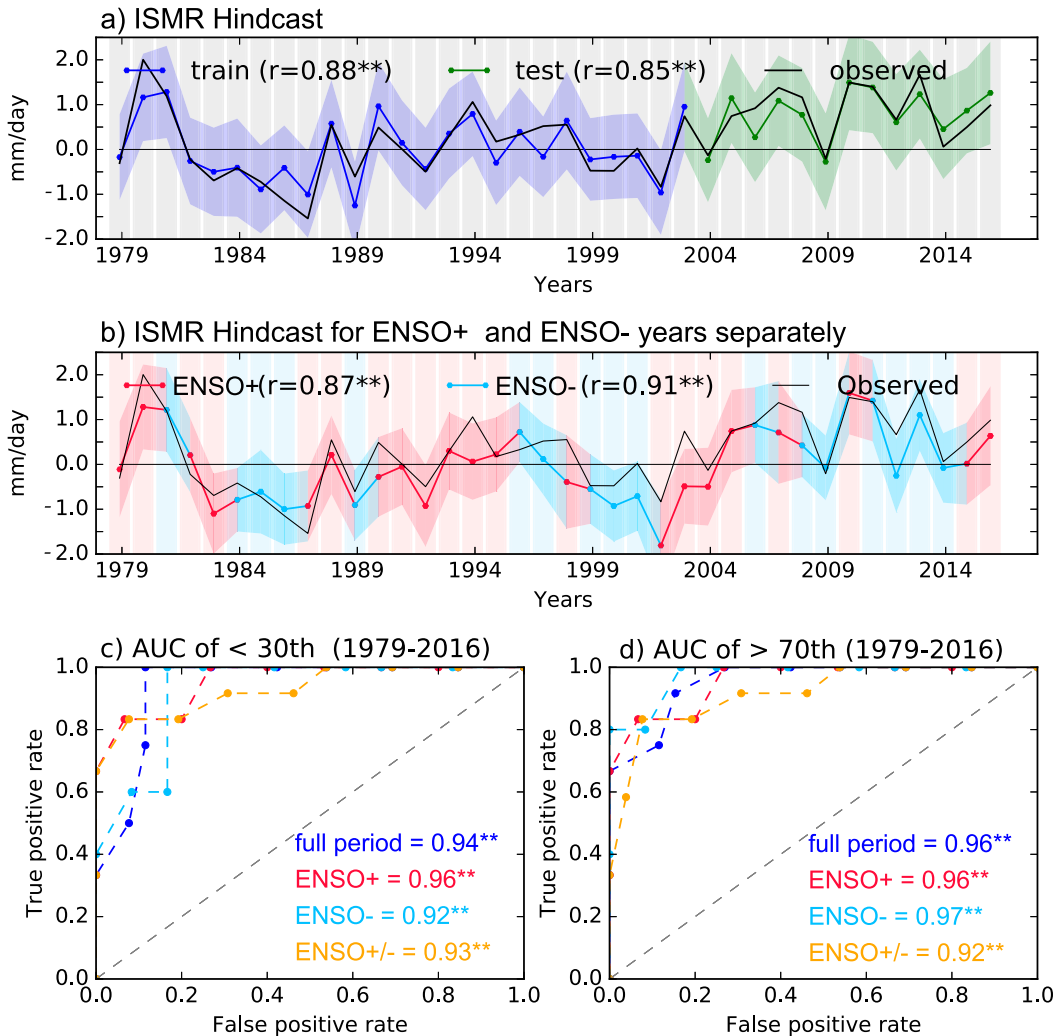 a) ISMR Hindcast
2.0
1.0
0.0
-1.0
-2.0
mm/day
train (r=0.88**)
test (r=0.85**)
observed
1979 1984 1989 1994 1999 2004 2009 2014
Years
b) ISMR Hindcast for ENSO+ and ENSO- years separately
2.0
1.0
0.0
-1.0
-2.0
mm/day
ENSO+(r=0.87**)
ENSO-(r=0.91**)
Observed
1979 1984 1989 1994 1999 2004 2009 2014
Years
c) AUC of < 30th (1979-2016)
1.0
0.8
0.6
0.4
0.2
0.0
True positive rate
full period = 0.94**
ENSO+ = 0.96**
ENSO- = 0.92**
ENSO+/- = 0.93**
0.0 0.2 0.4 0.6 0.8 1.0
False positive rate
d) AUC of > 70th (1979-2016)
1.0
0.8
0.6
0.4
0.2
0.0
True positive rate
full period = 0.96**
ENSO+ = 0.96**
ENSO- = 0.97**
ENSO+/- = 0.92**
0.0 0.2 0.4 0.6 0.8 1.0
False positive rate